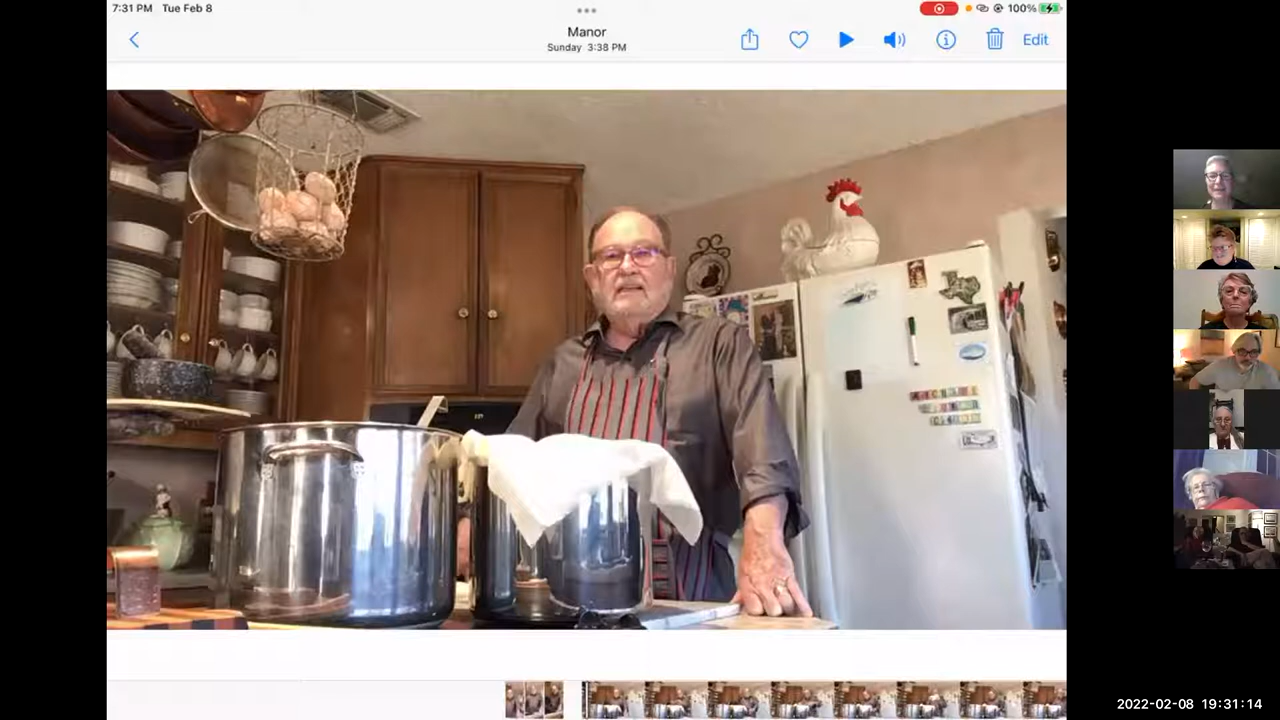 7:31 PM Tue Feb 8
100%
Manor
Sunday 3:38 PM
Edit
2022-02-08 19:31:14